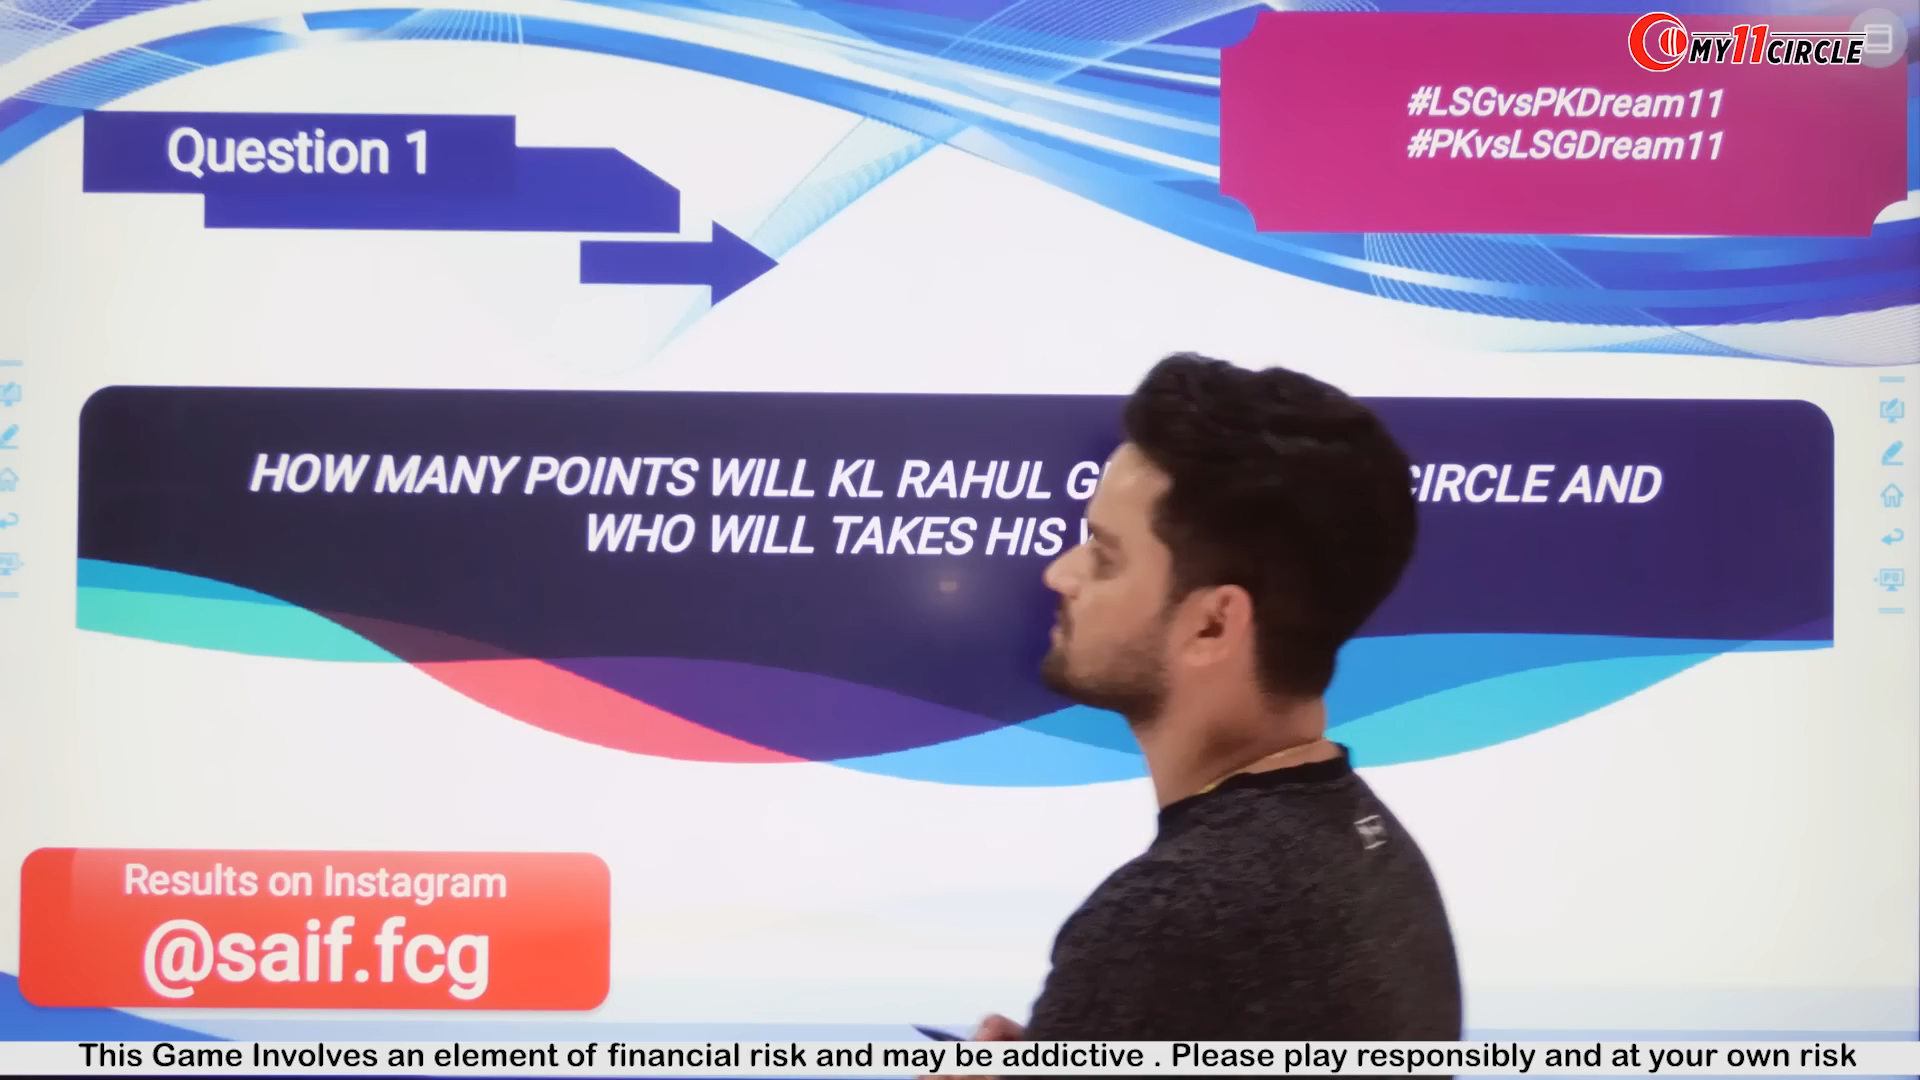 MY11CIRCLE
#LSGvsPKDream11
#PKvsLSGDream11
Question 1
HOW MANY POINTS WILL KL RAHUL CIRCLE AND
WHO WILL TAKES HIS
Results on Instagram
@saif.fcg
This Game Involves an element of financial risk and may be addictive . Please play responsibly and at your own risk